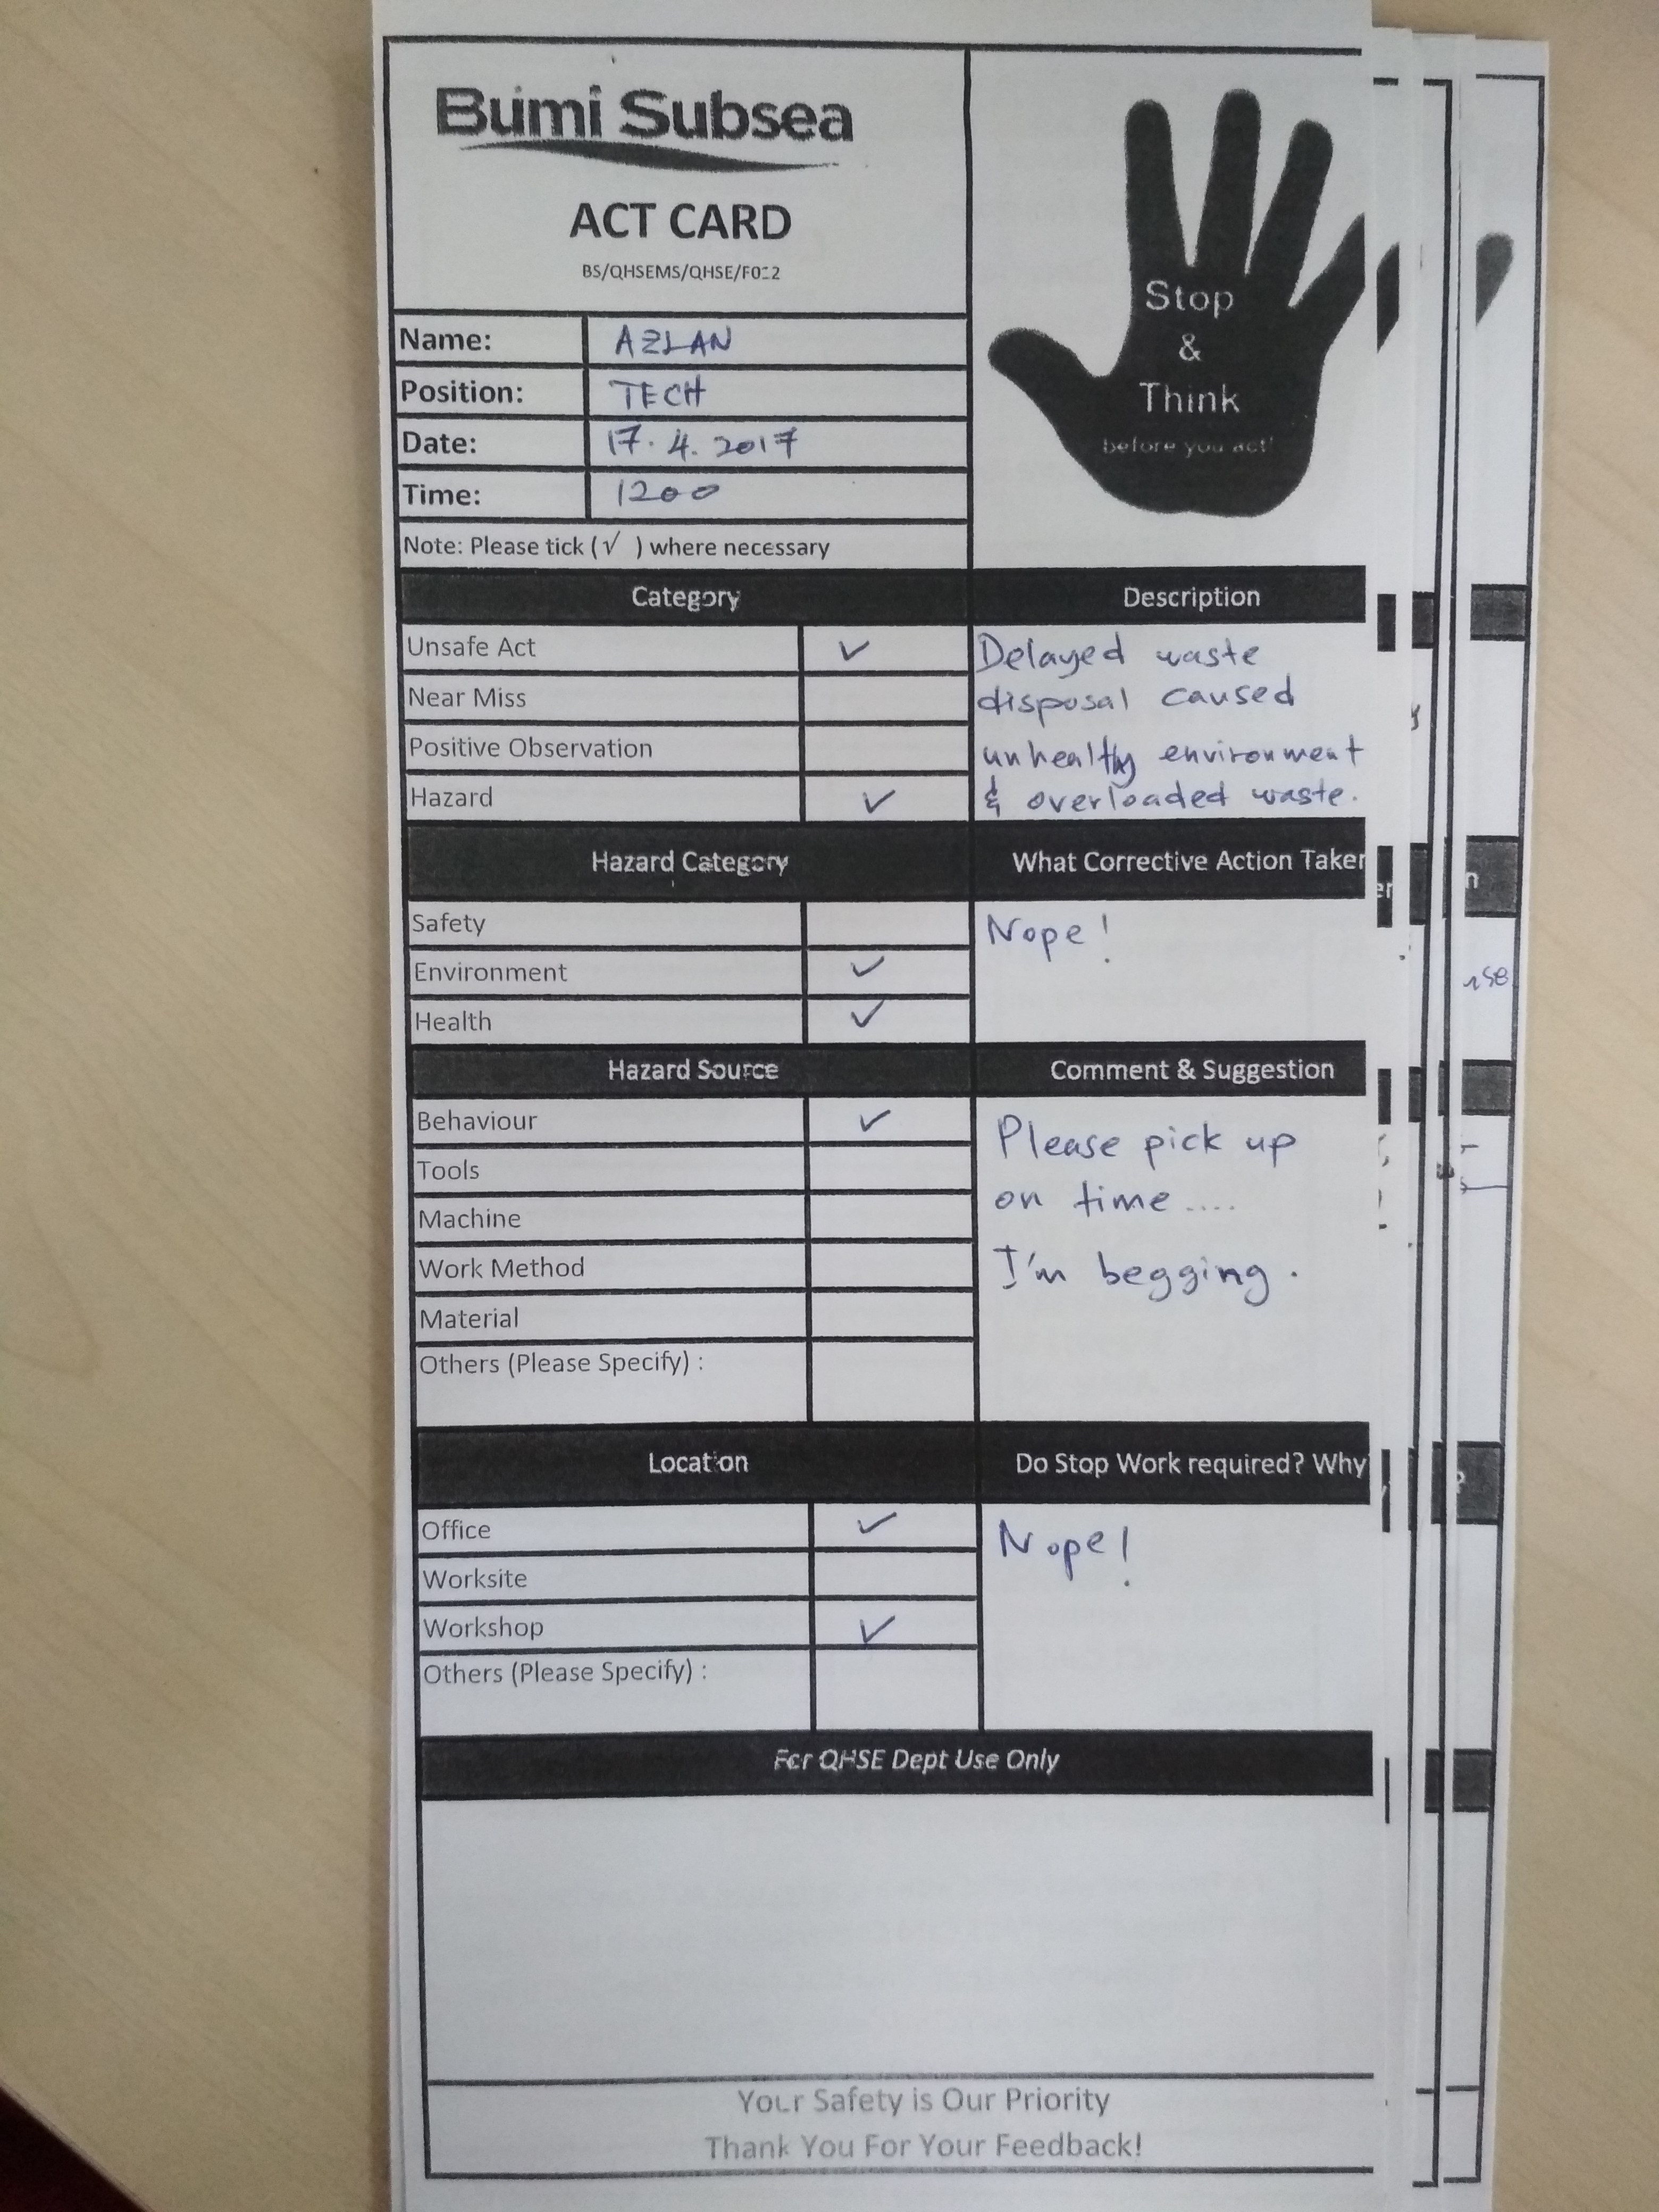 Bumi Subsea
ACT CARD
BS/QHSEMS/QHSE/F022
Stop
&
Think
before you act!
Name: AZLAN
Position: TECH
Date: 17.4.2017
Time: 1200
Note: Please tick (√ ) where necessary
Category
Description
Unsafe Act ✓
Near Miss
Positive Observation
Hazard ✓
Delayed waste
disposal caused
unhealthy environment
& overloaded waste.
Hazard Category
What Corrective Action Taken
Safety
Environment ✓
Health ✓
Nope!
Hazard Source
Comment & Suggestion
Behaviour ✓
Tools
Machine
Work Method
Material
Others (Please Specify) :
Please pick up
on time ....
I'm begging.
Location
Do Stop Work required? Why
Office ✓
Worksite
Workshop ✓
Others (Please Specify) :
Nope!
For QHSE Dept Use Only
Your Safety is Our Priority
Thank You For Your Feedback!